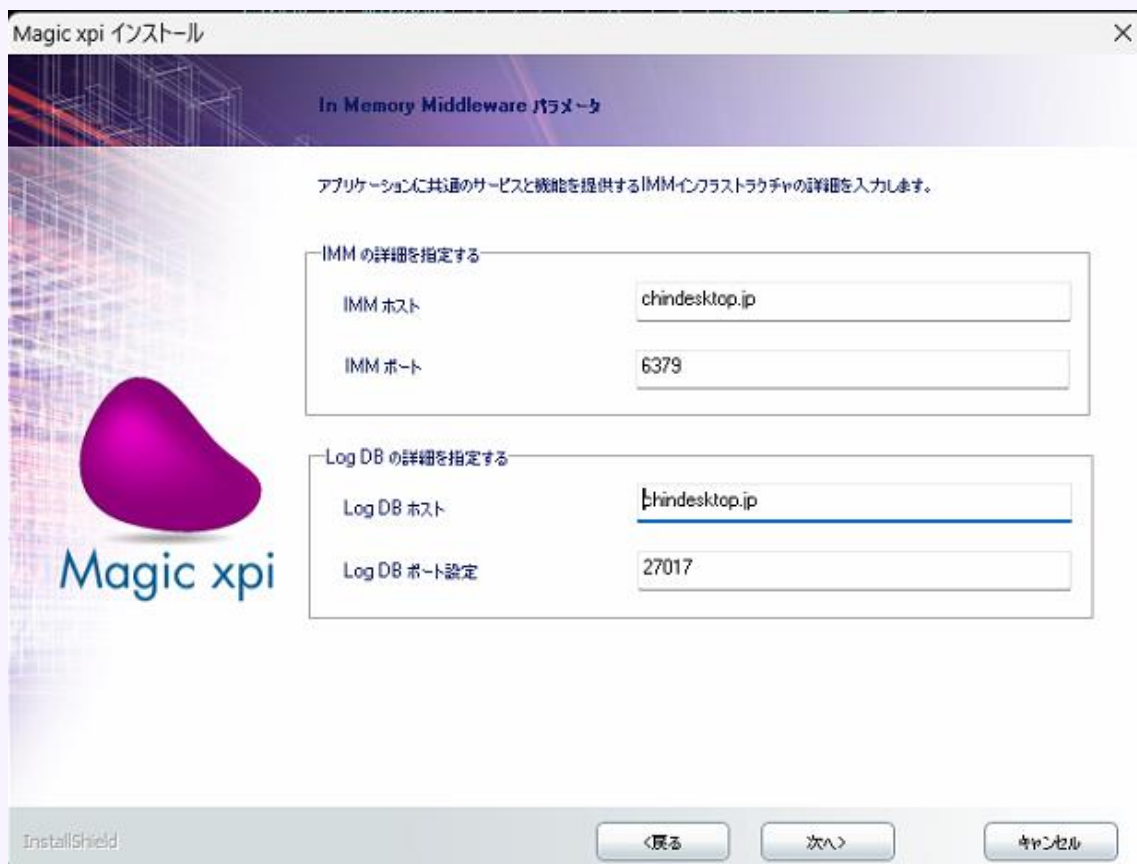 Magic xpi インストール
In Memory Middleware パラメータ
アプリケーションに共通のサービスと機能を提供するIMMインフラストラクチャの詳細を入力します。
IMM の詳細を指定する
IMM ホスト
chindesktop.jp
IMM ポート
6379
Log DB の詳細を指定する
Log DB ホスト
chindesktop.jp
Log DB ポート設定
27017
Magic xpi
InstallShield
<戻る
次へ>
キャンセル